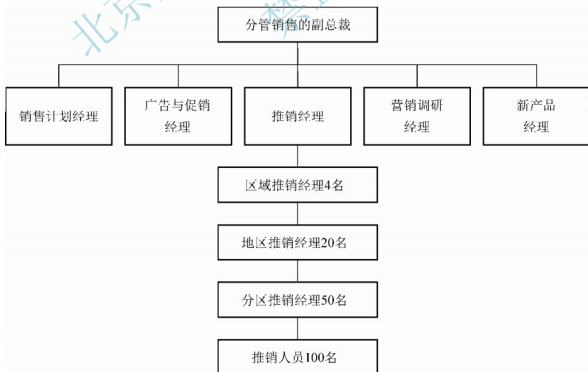 北京
禁
分管销售的副总裁
销售计划经理
广告与促销
经理
推销经理
营销调研
经理
新产品
经理
区域推销经理4名
地区推销经理20名
分区推销经理50名
推销人员100名